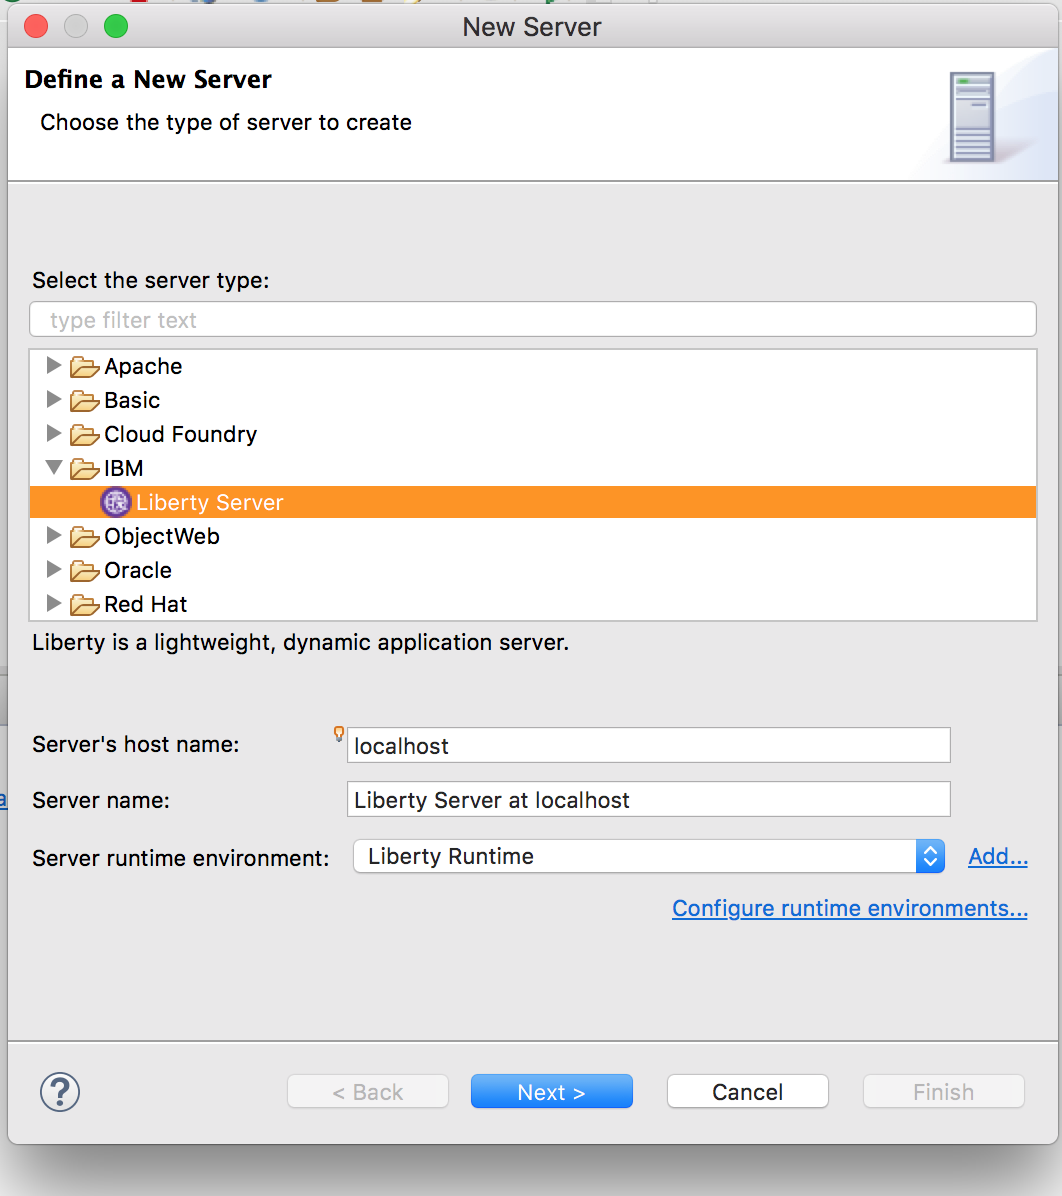 New Server
Define a New Server
Choose the type of server to create
Select the server type:
type filter text
Apache
Basic
Cloud Foundry
IBM
Liberty Server
ObjectWeb
Oracle
Red Hat
Liberty is a lightweight, dynamic application server.
Server's host name: localhost
Server name: Liberty Server at localhost
Server runtime environment: Liberty Runtime Add...
Configure runtime environments...
? < Back Next > Cancel Finish